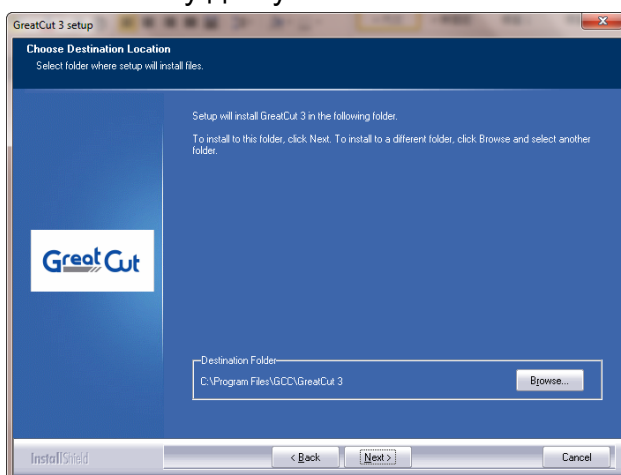 GreatCut 3 setup
Choose Destination Location
Select folder where setup will install files.
Setup will install GreatCut 3 in the following folder.
To install to this folder, click Next. To install to a different folder, click Browse and select another
folder.
Great Cut
Destination Folder
C:\Program Files\GCC\GreatCut 3
Browse...
InstallShield
< Back
Next >
Cancel